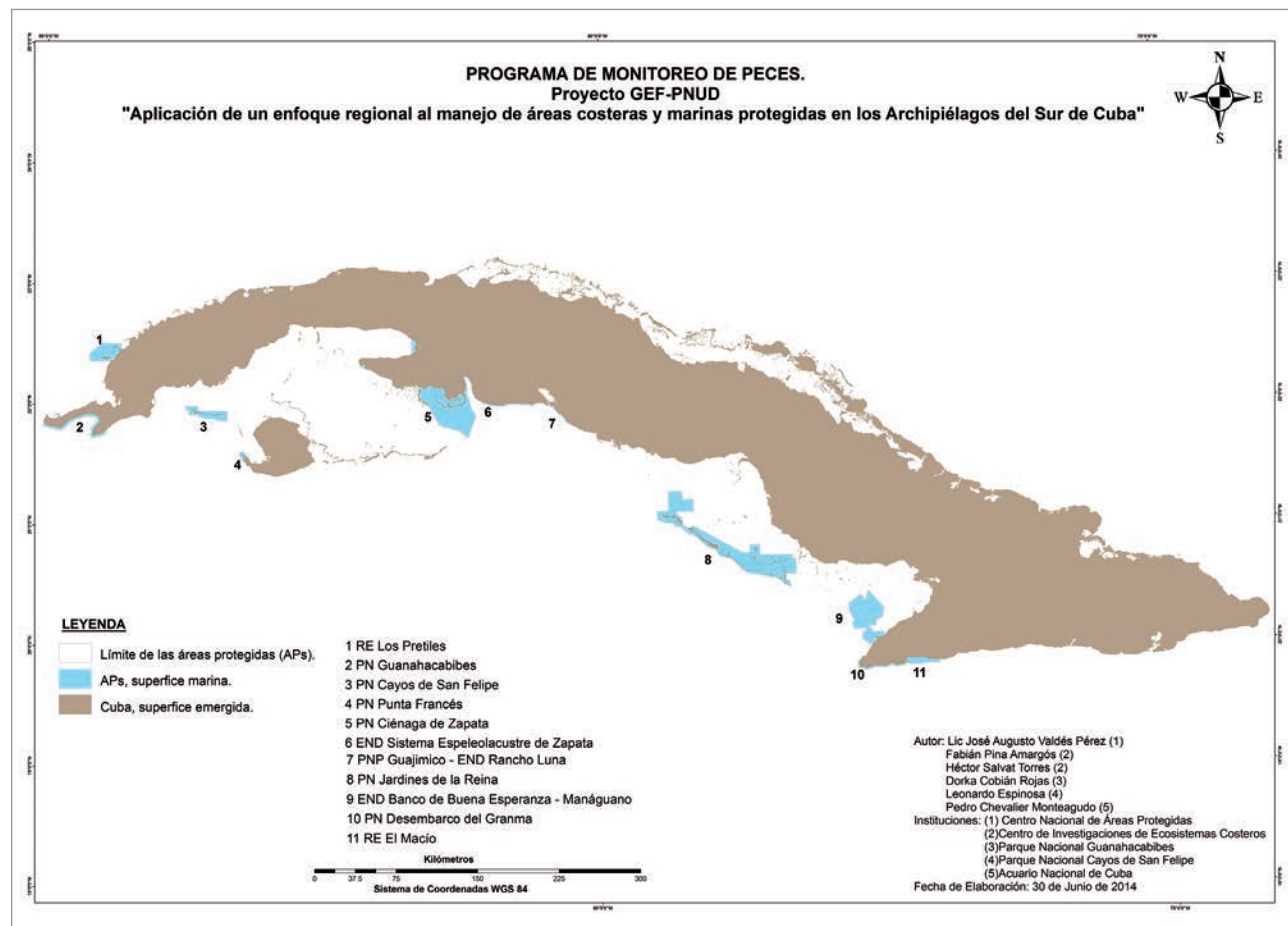 PROGRAMA DE MONITOREO DE PECES.
Proyecto GEF-PNUD
"Aplicación de un enfoque regional al manejo de áreas costeras y marinas protegidas en los Archipiélagos del Sur de Cuba"
N
W E
S
1
2
3
4
5
6
7
8
9
10
11
LEYENDA
Límite de las áreas protegidas (APs).
APs, superfice marina.
Cuba, superfice emergida.
1 RE Los Pretiles
2 PN Guanahacabibes
3 PN Cayos de San Felipe
4 PN Punta Francés
5 PN Ciénaga de Zapata
6 END Sistema Espeleolacustre de Zapata
7 PNP Guajimico - END Rancho Luna
8 PN Jardines de la Reina
9 END Banco de Buena Esperanza - Manáguano
10 PN Desembarco del Granma
11 RE El Macío
Kilómetros
0 37.5 75 150 225 300
Sistema de Coordenadas WGS 84
Autor: Lic José Augusto Valdés Pérez (1)
Fabián Pina Amargós (2)
Héctor Salvat Torres (2)
Dorka Cobián Rojas (3)
Leonardo Espinosa (4)
Pedro Chevalier Monteagudo (5)
Instituciones: (1) Centro Nacional de Áreas Protegidas
(2)Centro de Investigaciones de Ecosistemas Costeros
(3)Parque Nacional Guanahacabibes
(4)Parque Nacional Cayos de San Felipe
(5)Acuario Nacional de Cuba
Fecha de Elaboración: 30 de Junio de 2014